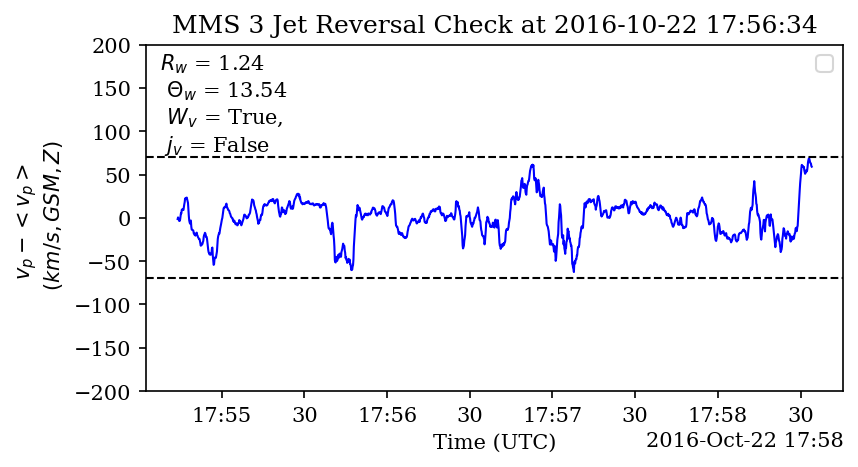 MMS 3 Jet Reversal Check at 2016-10-22 17:56:34
R_w = 1.24
Θ_w = 13.54
W_v = True,
j_v = False
v_p − < v_p >
(km/s, GSM, Z)
200
150
100
50
0
−50
−100
−150
−200
17:55 30 17:56 30 17:57 30 17:58 30
Time (UTC)
2016-Oct-22 17:58